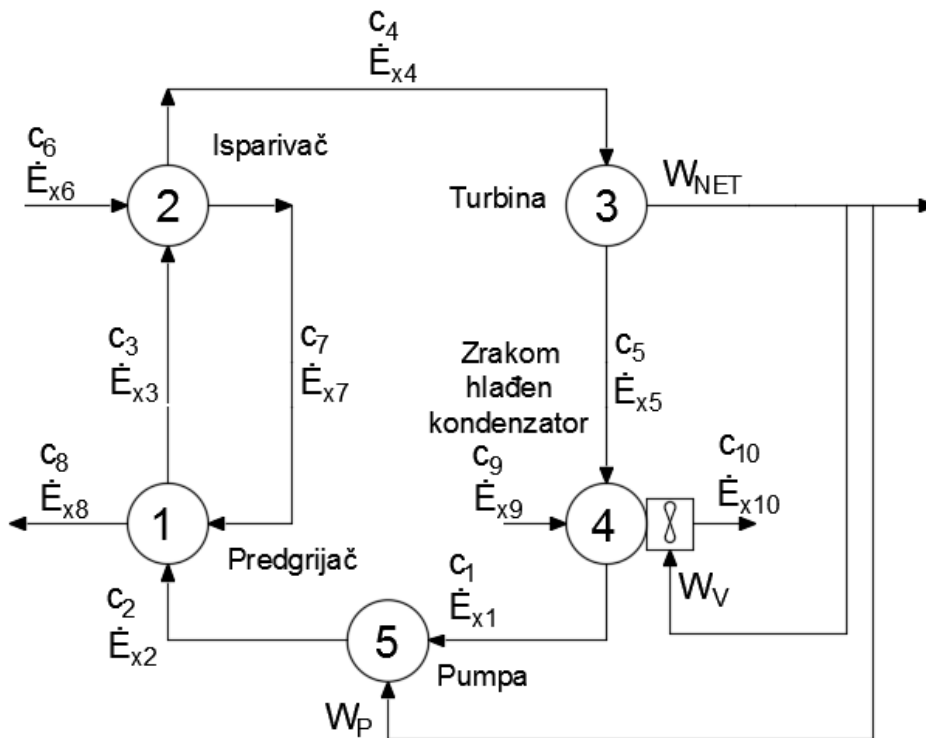 c4
Ėx4
c6
Ėx6
Isparivač
2
Turbina
3
WNET
c3
Ėx3
c7
Ėx7
Zrakom
hlađen
kondenzator
c5
Ėx5
c8
Ėx8
1
Predgrijač
c9
Ėx9
4
c10
Ėx10
WV
c2
Ėx2
5
c1
Ėx1
Pumpa
WP